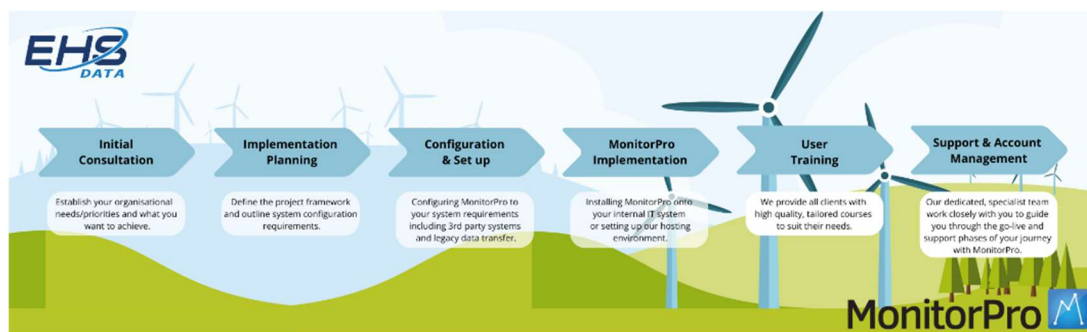 EHS
DATA
Initial
Consultation
Establish your organisational
needs/priorities and what you
want to achieve.
Implementation
Planning
Define the project framework
and outline system configuration
requirements.
Configuration
& Set up
Configuring MonitorPro to
your system requirements
including 3rd party systems
and legacy data transfer.
MonitorPro
Implementation
Installing MonitorPro onto
your internal IT system
or setting up our hosting
environment.
User
Training
We provide all clients with
high quality, tailored courses
to suit their needs.
Support & Account
Management
Our dedicated, specialist team
work closely with you to guide
you through the go-live and
support phases of your journey
with MonitorPro.
MonitorPro